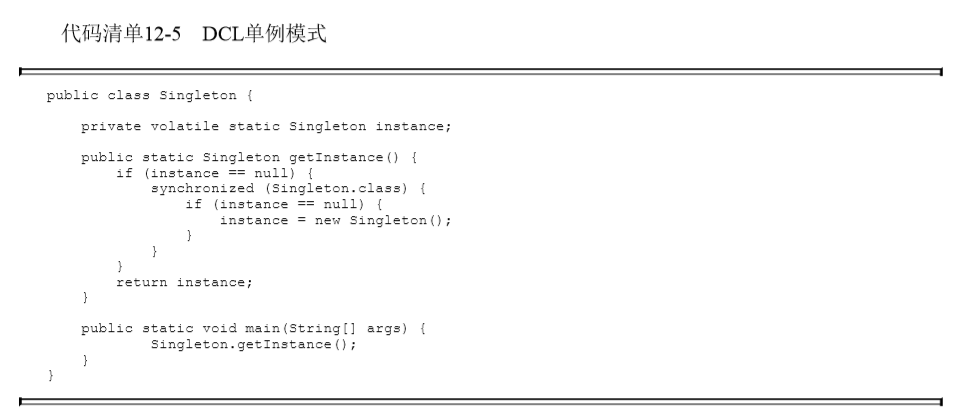 代码清单12-5 DCL单例模式
public class Singleton {
    private volatile static Singleton instance;
    public static Singleton getInstance() {
        if (instance == null) {
            synchronized (Singleton.class) {
                if (instance == null) {
                    instance = new Singleton();
                }
            }
        }
        return instance;
    }
    public static void main(String[] args) {
            Singleton.getInstance();
    }
}